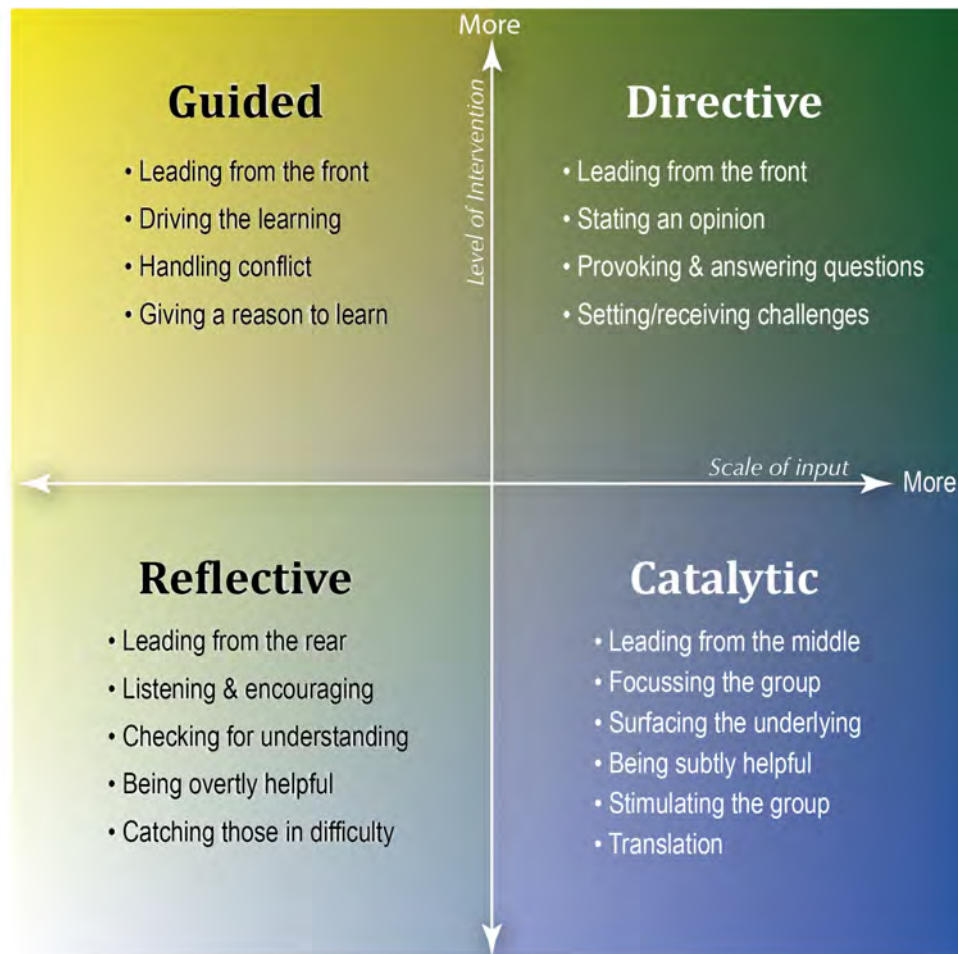 More
Level of Intervention
Guided
• Leading from the front
• Driving the learning
• Handling conflict
• Giving a reason to learn
Directive
• Leading from the front
• Stating an opinion
• Provoking & answering questions
• Setting/receiving challenges
Scale of input
More
Reflective
• Leading from the rear
• Listening & encouraging
• Checking for understanding
• Being overtly helpful
• Catching those in difficulty
Catalytic
• Leading from the middle
• Focussing the group
• Surfacing the underlying
• Being subtly helpful
• Stimulating the group
• Translation